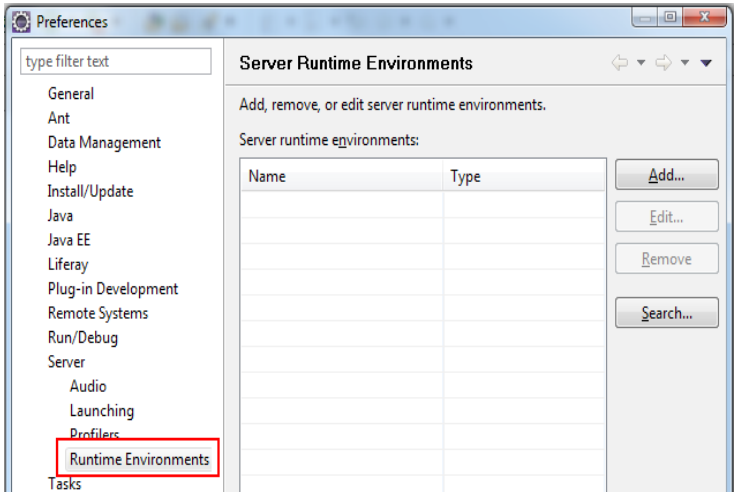 Preferences
type filter text
General
Ant
Data Management
Help
Install/Update
Java
Java EE
Liferay
Plug-in Development
Remote Systems
Run/Debug
Server
Audio
Launching
Profilers
Runtime Environments
Tasks
Server Runtime Environments
Add, remove, or edit server runtime environments.
Server runtime environments:
Name Type
Add...
Edit...
Remove
Search...